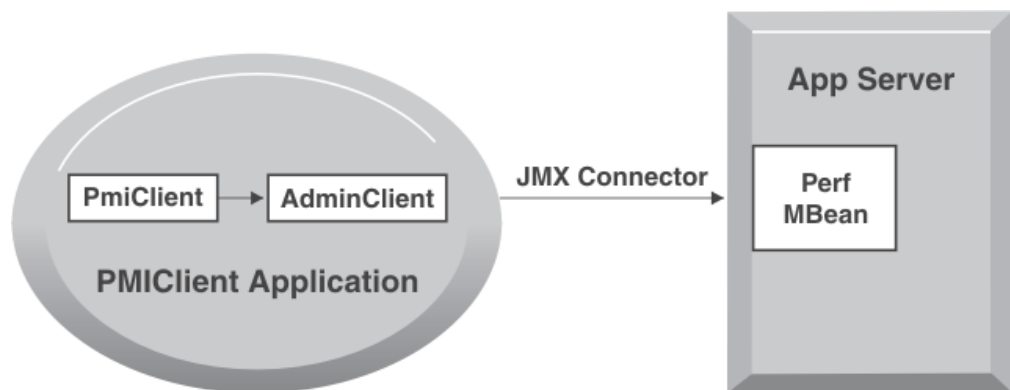 App Server
JMX Connector
PmiClient
AdminClient
Perf
MBean
PMIClient Application